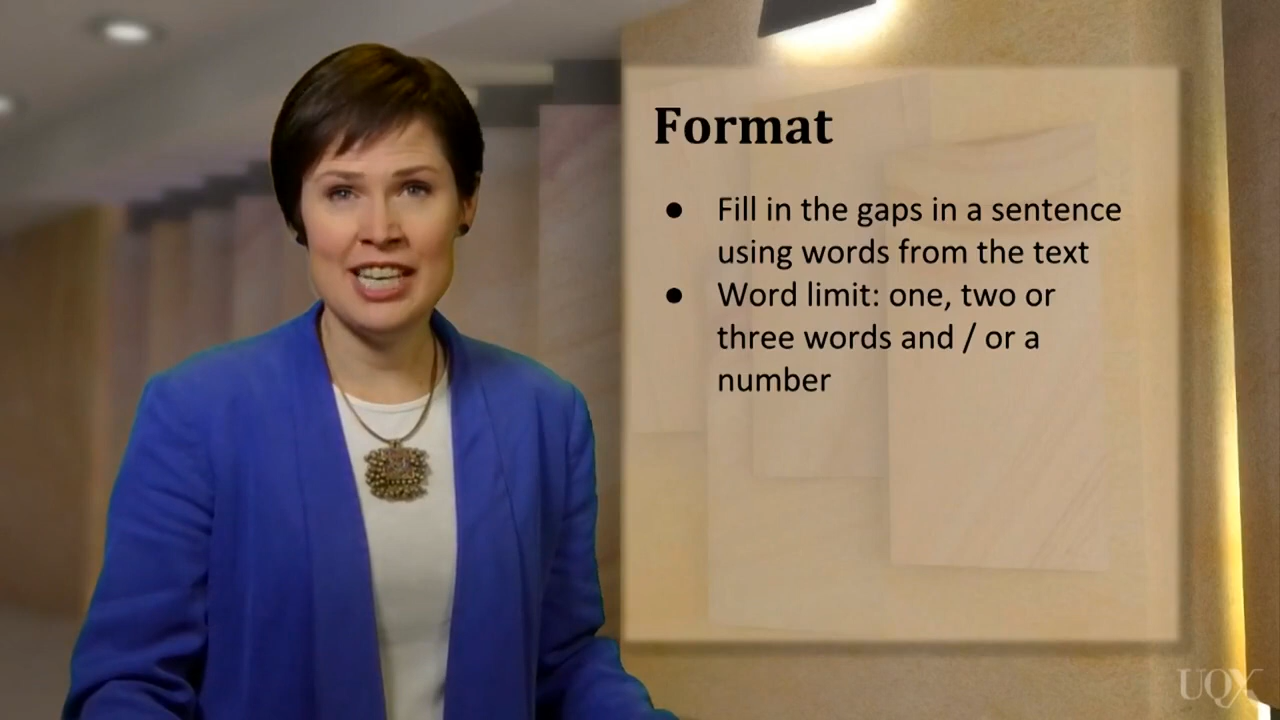 Format
● Fill in the gaps in a sentence
using words from the text
● Word limit: one, two or
three words and / or a
number
UQX